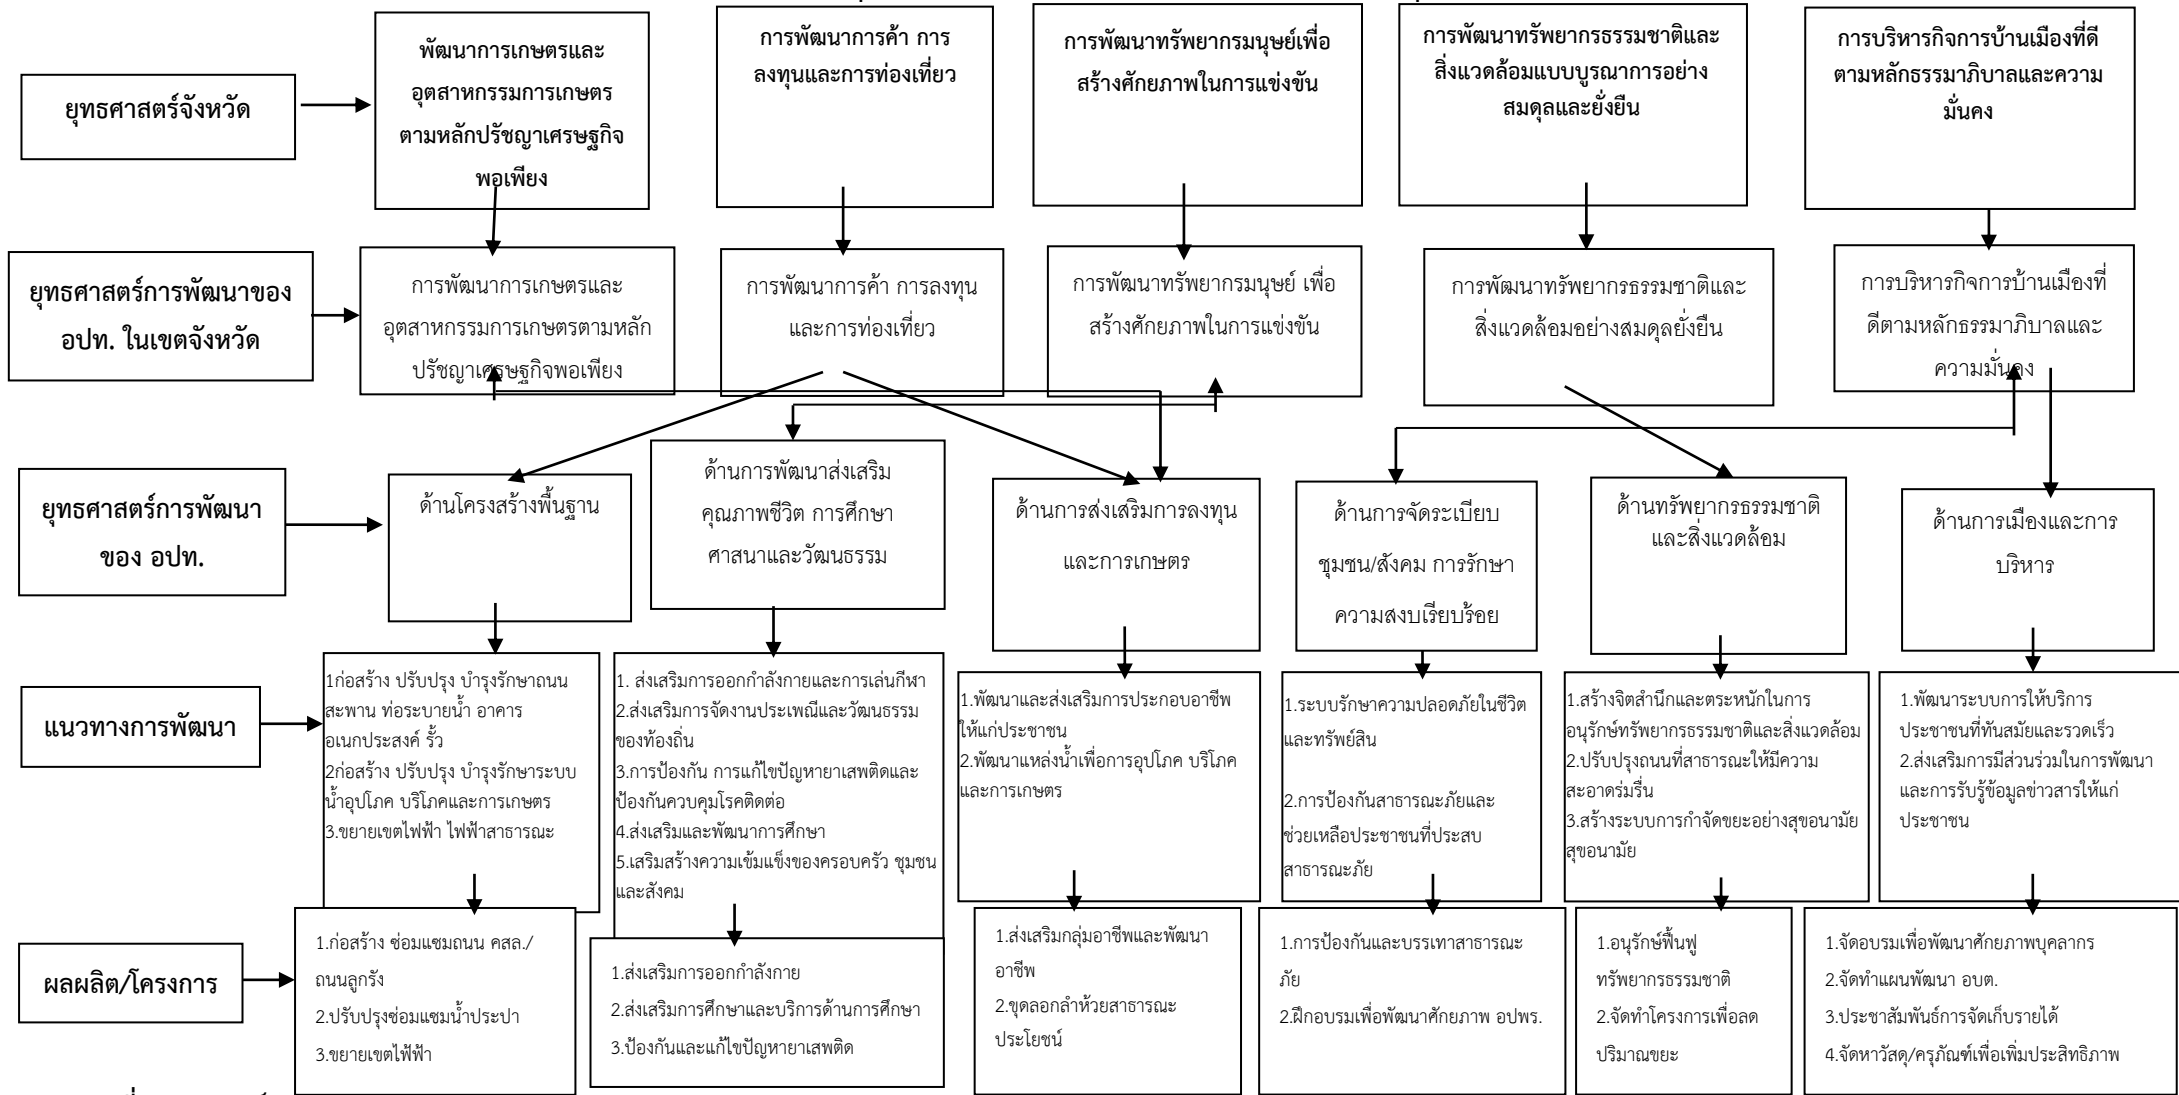 ยุทธศาสตร์จังหวัด
พัฒนาการเกษตรและ
อุตสาหกรรมการเกษตร
ตามหลักปรัชญาเศรษฐกิจ
พอเพียง
การพัฒนาการค้า การ
ลงทุนและการท่องเที่ยว
การพัฒนาทรัพยากรมนุษย์เพื่อ
สร้างศักยภาพในการแข่งขัน
การพัฒนาทรัพยากรธรรมชาติและ
สิ่งแวดล้อมแบบบูรณาการอย่าง
สมดุลและยั่งยืน
การบริหารกิจการบ้านเมืองที่ดี
ตามหลักธรรมาภิบาลและความ
มั่นคง
ยุทธศาสตร์การพัฒนาของ
อปท. ในเขตจังหวัด
การพัฒนาการเกษตรและ
อุตสาหกรรมการเกษตรตามหลัก
ปรัชญาเศรษฐกิจพอเพียง
การพัฒนาการค้า การลงทุน
และการท่องเที่ยว
การพัฒนาทรัพยากรมนุษย์ เพื่อ
สร้างศักยภาพในการแข่งขัน
การพัฒนาทรัพยากรธรรมชาติและ
สิ่งแวดล้อมอย่างสมดุลยั่งยืน
การบริหารกิจการบ้านเมืองที่
ดีตามหลักธรรมาภิบาลและ
ความมั่นคง
ยุทธศาสตร์การพัฒนา
ของ อปท.
ด้านโครงสร้างพื้นฐาน
ด้านการพัฒนาส่งเสริม
คุณภาพชีวิต การศึกษา
ศาสนาและวัฒนธรรม
ด้านการส่งเสริมการลงทุน
และการเกษตร
ด้านการจัดระเบียบ
ชุมชน/สังคม การรักษา
ความสงบเรียบร้อย
ด้านทรัพยากรธรรมชาติ
และสิ่งแวดล้อม
ด้านการเมืองและการ
บริหาร
แนวทางการพัฒนา
1ก่อสร้าง ปรับปรุง บำรุงรักษาถนน
สะพาน ท่อระบายน้ำ อาคาร
อเนกประสงค์ รั้ว
2ก่อสร้าง ปรับปรุง บำรุงรักษาระบบ
น้ำอุปโภค บริโภคและการเกษตร
3.ขยายเขตไฟฟ้า ไฟฟ้าสาธารณะ
1. ส่งเสริมการออกกำลังกายและการเล่นกีฬา
2.ส่งเสริมการจัดงานประเพณีและวัฒนธรรม
ของท้องถิ่น
3.การป้องกัน การแก้ไขปัญหายาเสพติดและ
ป้องกันควบคุมโรคติดต่อ
4.ส่งเสริมและพัฒนาการศึกษา
5.เสริมสร้างความเข้มแข็งของครอบครัว ชุมชน
และสังคม
1.พัฒนาและส่งเสริมการประกอบอาชีพ
ให้แก่ประชาชน
2.พัฒนาแหล่งน้ำเพื่อการอุปโภค บริโภค
และการเกษตร
1.ระบบรักษาความปลอดภัยในชีวิต
และทรัพย์สิน
2.การป้องกันสาธารณะภัยและ
ช่วยเหลือประชาชนที่ประสบ
สาธารณะภัย
1.สร้างจิตสำนึกและตระหนักในการ
อนุรักษ์ทรัพยากรธรรมชาติและสิ่งแวดล้อม
2.ปรับปรุงถนนที่สาธารณะให้มีความ
สะอาดร่มรื่น
3.สร้างระบบการกำจัดขยะอย่างสุขอนามัย
สุขอนามัย
1.พัฒนาระบบการให้บริการ
ประชาชนที่ทันสมัยและรวดเร็ว
2.ส่งเสริมการมีส่วนร่วมในการพัฒนา
และการรับรู้ข้อมูลข่าวสารให้แก่
ประชาชน
ผลผลิต/โครงการ
1.ก่อสร้าง ซ่อมแซมถนน คสล./
ถนนลูกรัง
2.ปรับปรุงซ่อมแซมน้ำประปา
3.ขยายเขตไฟ้ฟ้า
1.ส่งเสริมการออกกำลังกาย
2.ส่งเสริมการศึกษาและบริการด้านการศึกษา
3.ป้องกันและแก้ไขปัญหายาเสพติด
1.ส่งเสริมกลุ่มอาชีพและพัฒนา
อาชีพ
2.ขุดลอกลำห้วยสาธารณะ
ประโยชน์
1.การป้องกันและบรรเทาสาธารณะ
ภัย
2.ฝึกอบรมเพื่อพัฒนาศักยภาพ อปพร.
1.อนุรักษ์ฟื้นฟู
ทรัพยากรธรรมชาติ
2.จัดทำโครงการเพื่อลด
ปริมาณขยะ
1.จัดอบรมเพื่อพัฒนาศักยภาพบุคลากร
2.จัดทำแผนพัฒนา อบต.
3.ประชาสัมพันธ์การจัดเก็บรายได้
4.จัดหาวัสดุ/ครุภัณฑ์เพื่อเพิ่มประสิทธิภาพ